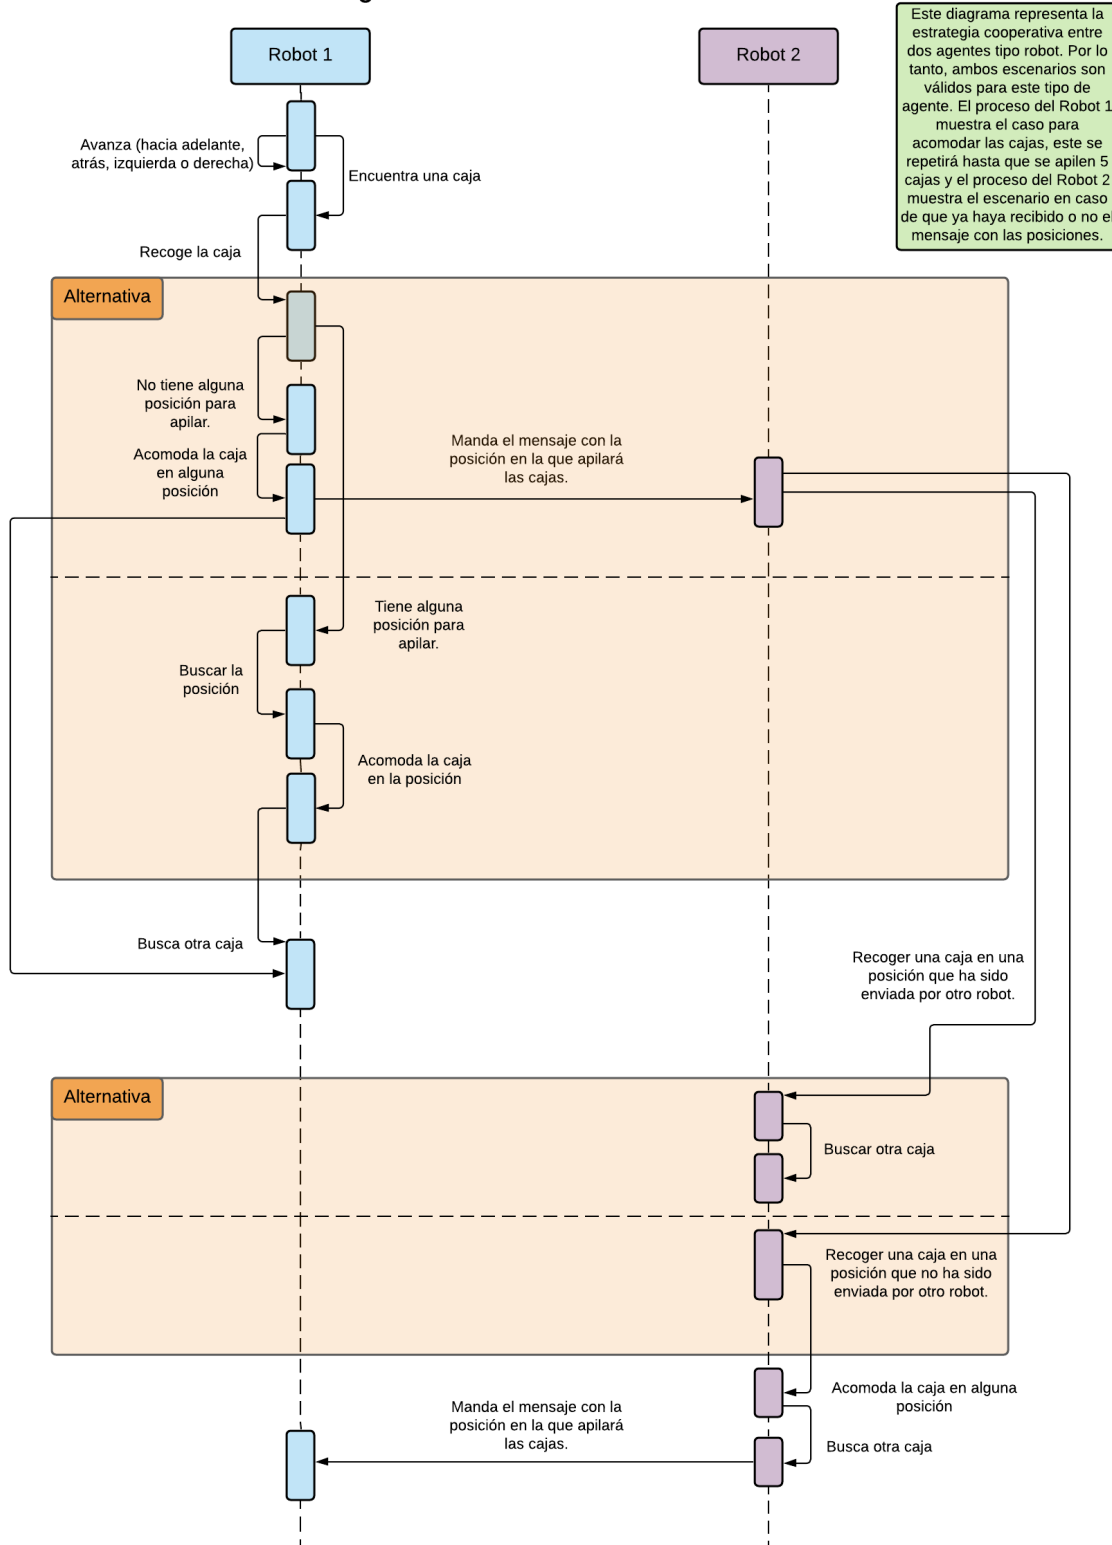 Robot 1
Robot 2
Este diagrama representa la
estrategia cooperativa entre
dos agentes tipo robot. Por lo
tanto, ambos escenarios son
válidos para este tipo de
agente. El proceso del Robot 1
muestra el caso para
acomodar las cajas, este se
repetirá hasta que se apilen 5
cajas y el proceso del Robot 2
muestra el escenario en caso
de que ya haya recibido o no el
mensaje con las posiciones.
Avanza (hacia adelante,
atrás, izquierda o derecha)
Encuentra una caja
Recoge la caja
Alternativa
No tiene alguna
posición para
apilar.
Acomoda la caja
en alguna
posición
Manda el mensaje con la
posición en la que apilará
las cajas.
Tiene alguna
posición para
apilar.
Buscar la
posición
Acomoda la caja
en la posición
Busca otra caja
Recoger una caja en una
posición que ha sido
enviada por otro robot.
Alternativa
Buscar otra caja
Recoger una caja en una
posición que no ha sido
enviada por otro robot.
Acomoda la caja en alguna
posición
Manda el mensaje con la
posición en la que apilará
las cajas.
Busca otra caja